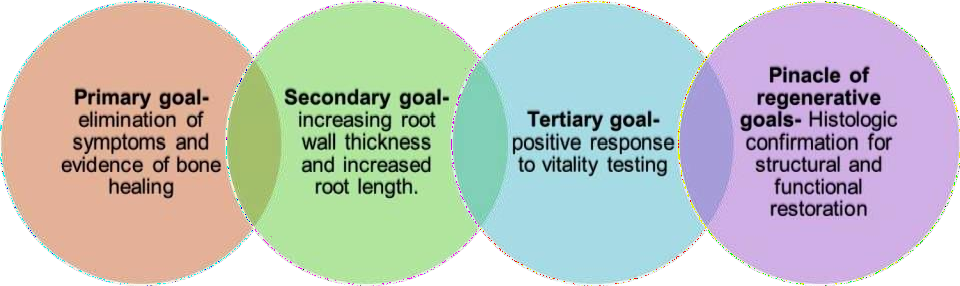 Primary goal-
elimination of
symptoms and
evidence of bone
healing
Secondary goal-
increasing root
wall thickness
and increased
root length.
Tertiary goal-
positive response
to vitality testing
Pinacle of
regenerative
goals- Histologic
confirmation for
structural and
functional
restoration